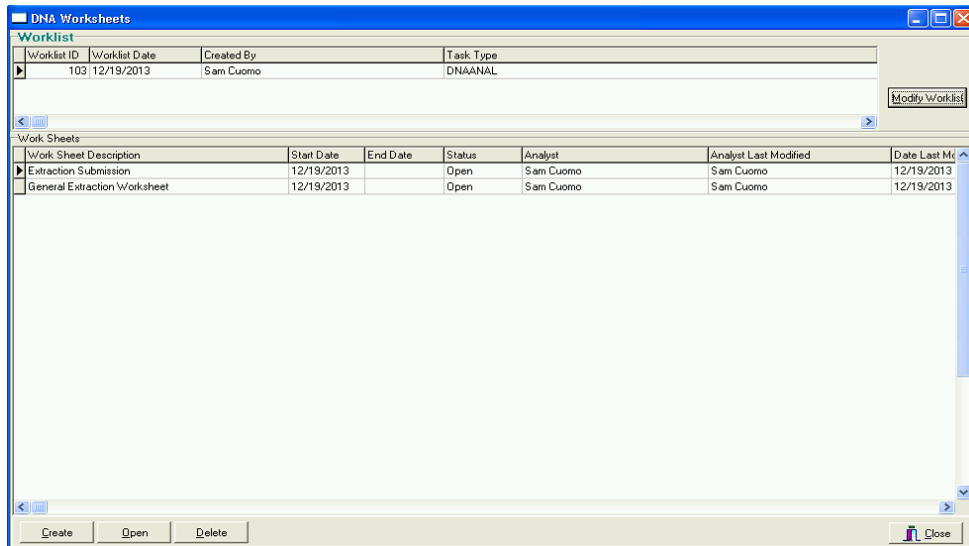 DNA Worksheets
Worklist
Worklist ID Worklist Date Created By Task Type
103 12/19/2013 Sam Cuomo DNAANAL
Modify Worklist
Work Sheets
Work Sheet Description Start Date End Date Status Analyst Analyst Last Modified Date Last Mo
Extraction Submission 12/19/2013 Open Sam Cuomo Sam Cuomo 12/19/2013
General Extraction Worksheet 12/19/2013 Open Sam Cuomo Sam Cuomo 12/19/2013
Create Open Delete Close